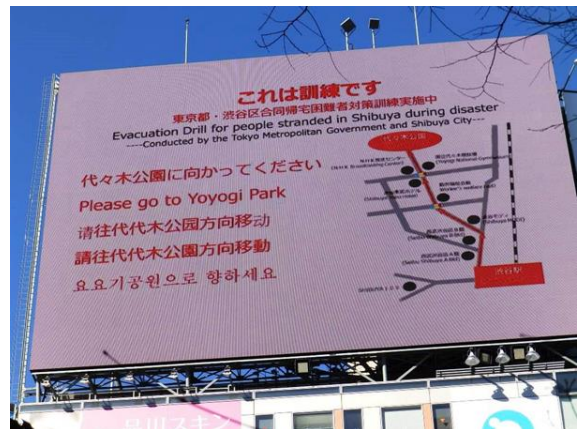 これは訓練です
東京都・渋谷区合同帰宅困難者対策訓練実施中
Evacuation Drill for people stranded in Shibuya during disaster
----Conducted by the Tokyo Metropolitan Government and Shibuya City----
代々木公園に向かってください
Please go to Yoyogi Park
请往代代木公园方向移动
請往代代木公園方向移動
요요기공원으로 향하세요
代々木公園
渋谷駅
SHIBUYA 109